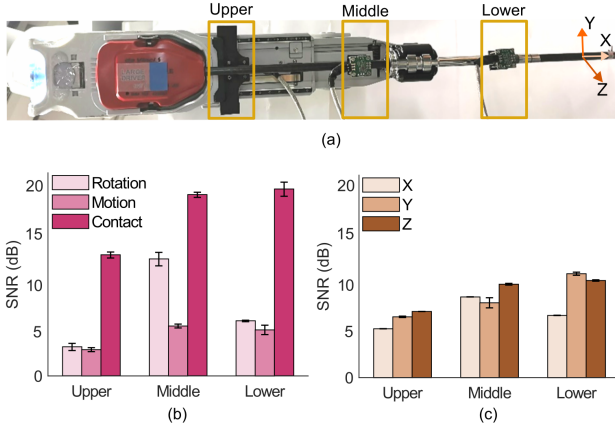 Upper Middle Lower
Y
X
Z
(a)
20
15
10
5
0
SNR (dB)
Rotation
Motion
Contact
Upper Middle Lower
(b)
20
15
10
5
0
SNR (dB)
X
Y
Z
Upper Middle Lower
(c)